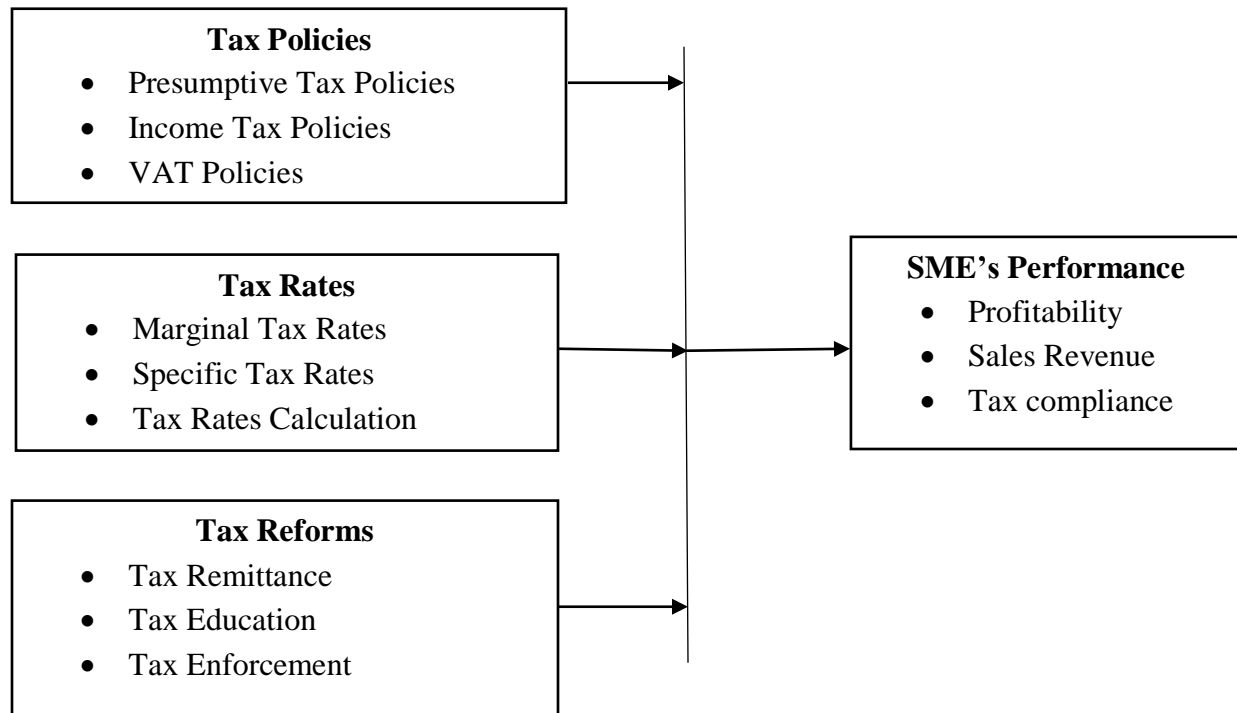 Tax Policies
• Presumptive Tax Policies
• Income Tax Policies
• VAT Policies
Tax Rates
• Marginal Tax Rates
• Specific Tax Rates
• Tax Rates Calculation
Tax Reforms
• Tax Remittance
• Tax Education
• Tax Enforcement
SME’s Performance
• Profitability
• Sales Revenue
• Tax compliance